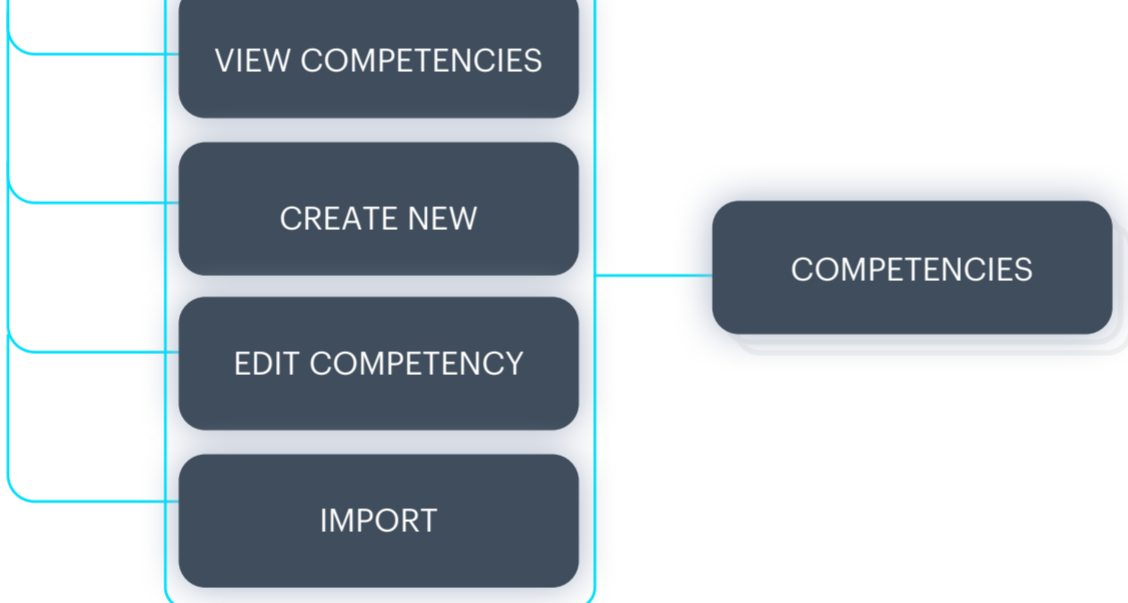 VIEW COMPETENCIES
CREATE NEW
COMPETENCIES
EDIT COMPETENCY
IMPORT